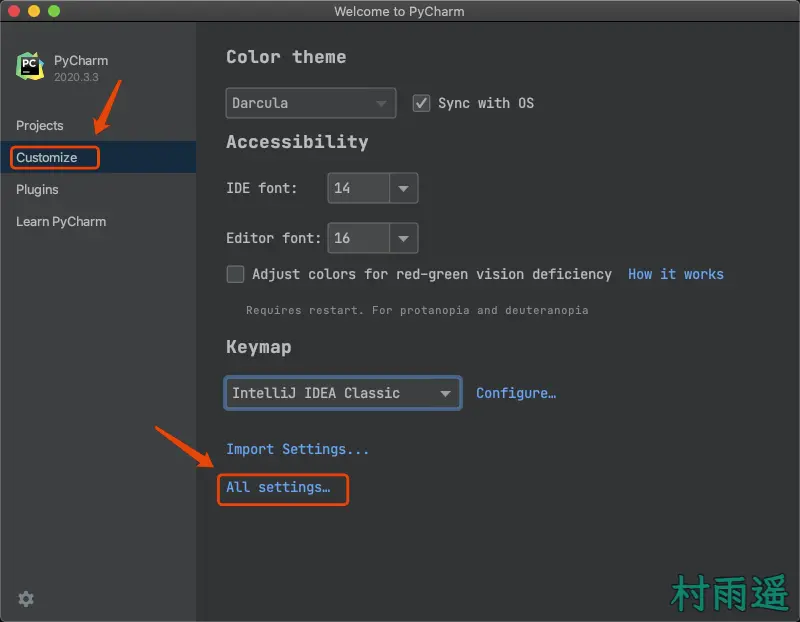 Welcome to PyCharm
PC
PyCharm
2020.3.3
Projects
Customize
Plugins
Learn PyCharm
Color theme
Darcula
Sync with OS
Accessibility
IDE font: 14
Editor font: 16
Adjust colors for red-green vision deficiency How it works
Requires restart. For protanopia and deuteranopia
Keymap
IntelliJ IDEA Classic Configure…
Import Settings...
All settings…
村雨遥